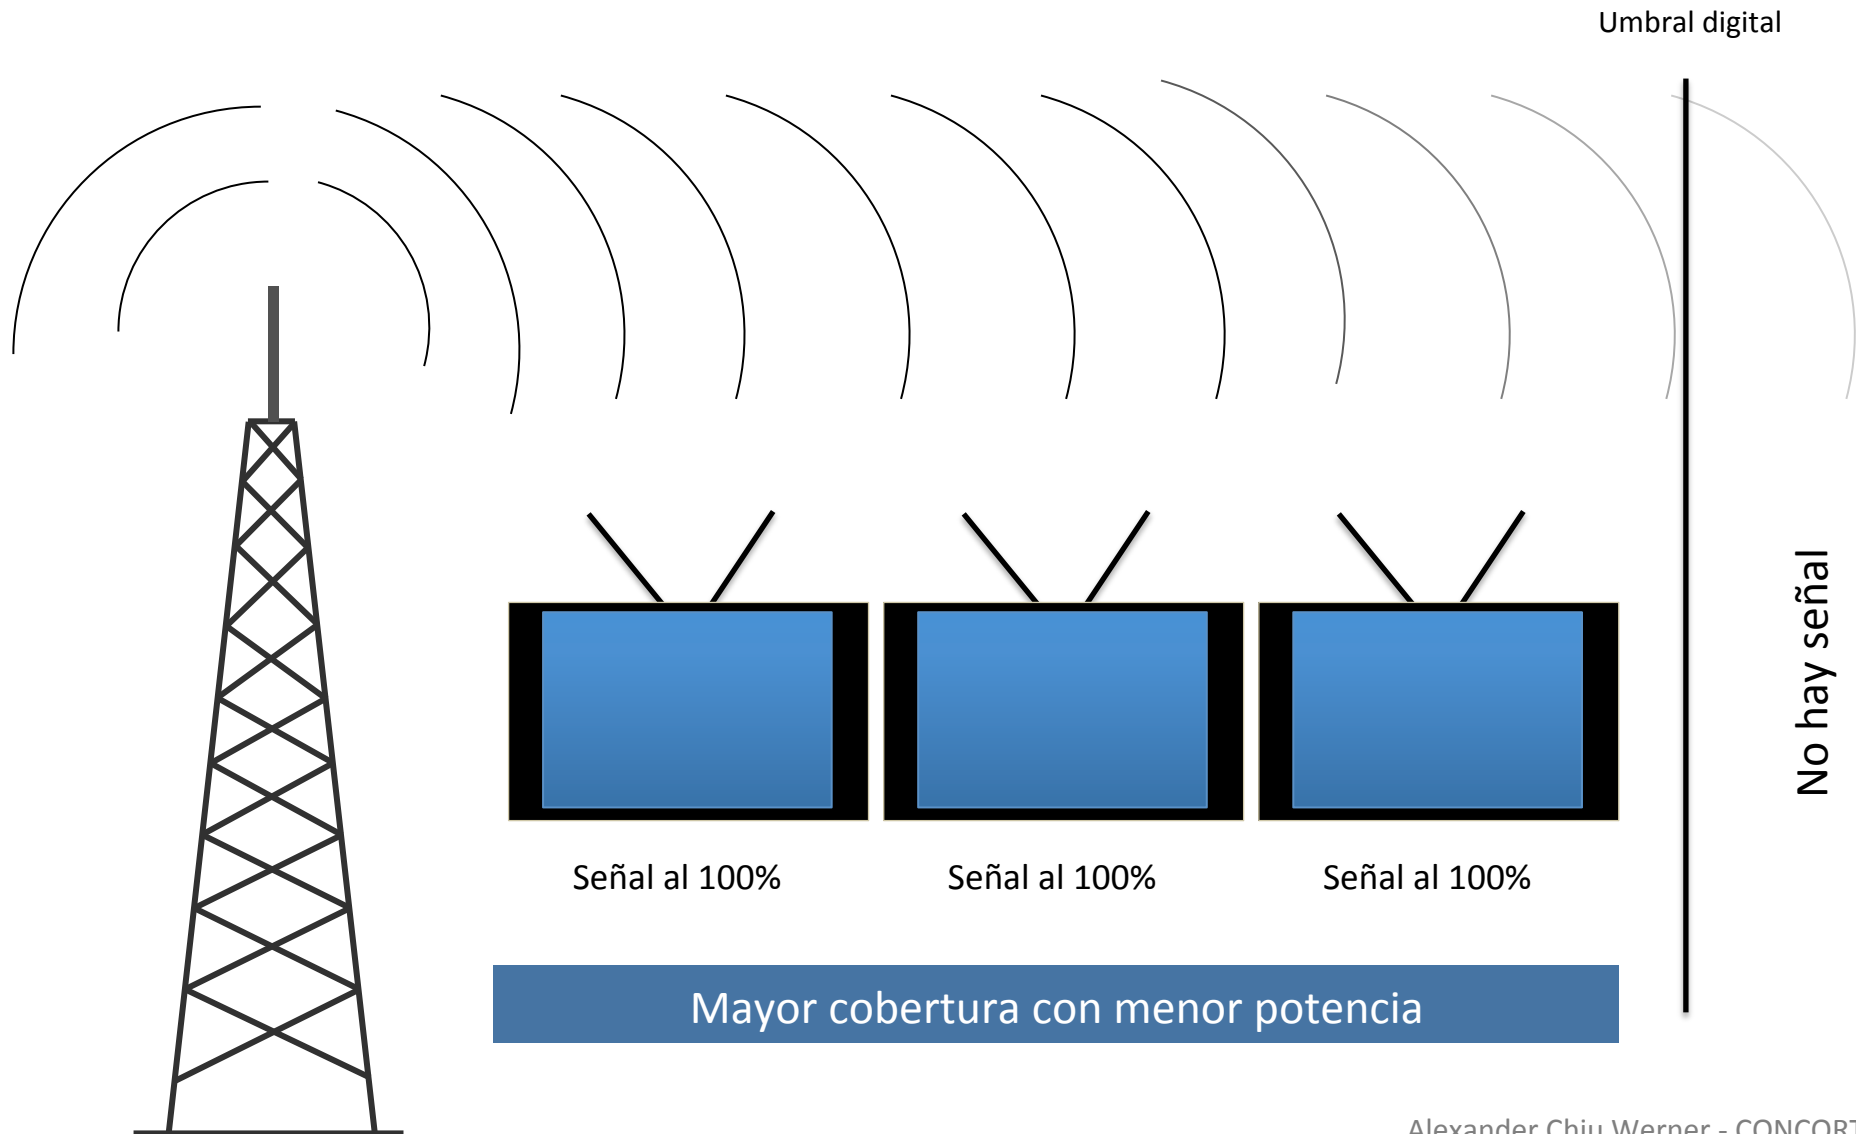 Umbral digital
No hay señal
Señal al 100%
Señal al 100%
Señal al 100%
Mayor cobertura con menor potencia
Alexander Chiu Werner - CONCORT